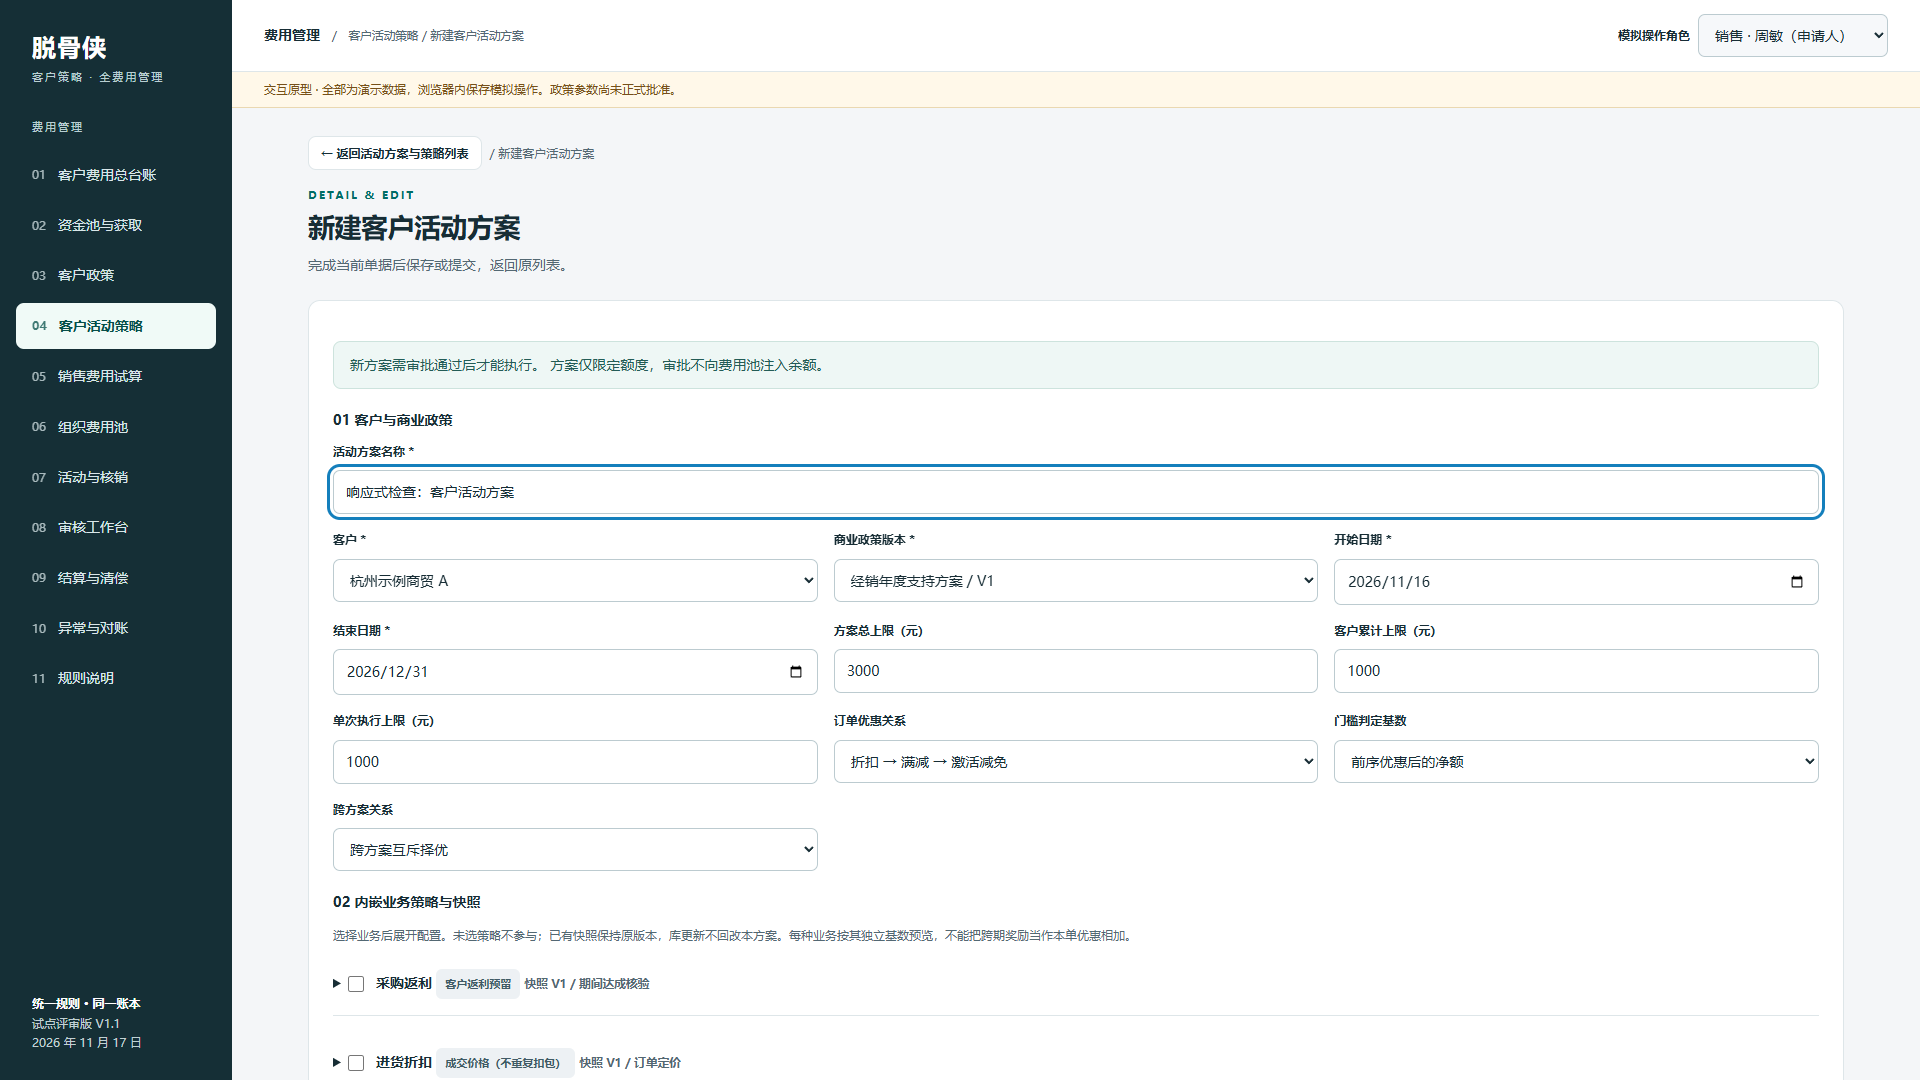 脱骨侠
客户策略 · 全费用管理
费用管理
01 客户费用总台账
02 资金池与获取
03 客户政策
04 客户活动策略
05 销售费用试算
06 组织费用池
07 活动与核销
08 审核工作台
09 结算与清偿
10 异常与对账
11 规则说明
统一规则 • 同一账本
试点评审版 V1.1
2026 年 11 月 17 日
费用管理 / 客户活动策略 / 新建客户活动方案
模拟操作角色 销售 · 周敏（申请人）
交互原型 · 全部为演示数据，浏览器内保存模拟操作。政策参数尚未正式批准。
← 返回活动方案与策略列表 / 新建客户活动方案
DETAIL & EDIT
新建客户活动方案
完成当前单据后保存或提交，返回原列表。
新方案需审批通过后才能执行。 方案仅限定额度，审批不向费用池注入余额。
01 客户与商业政策
活动方案名称 *
响应式检查：客户活动方案
客户 * 商业政策版本 * 开始日期 *
杭州示例商贸 A 经销年度支持方案 / V1 2026/11/16
结束日期 * 方案总上限（元） 客户累计上限（元）
2026/12/31 3000 1000
单次执行上限（元） 订单优惠关系 门槛判定基数
1000 折扣 → 满减 → 激活减免 前序优惠后的净额
跨方案关系
跨方案互斥择优
02 内嵌业务策略与快照
选择业务后展开配置。未选策略不参与；已有快照保持原版本，库更新不回改本方案。每种业务按其独立基数预览，不能把跨期奖励当作本单优惠相加。
采购返利 客户返利预留 快照 V1 / 期间达成核验
进货折扣 成交价格（不重复扣包） 快照 V1 / 订单定价